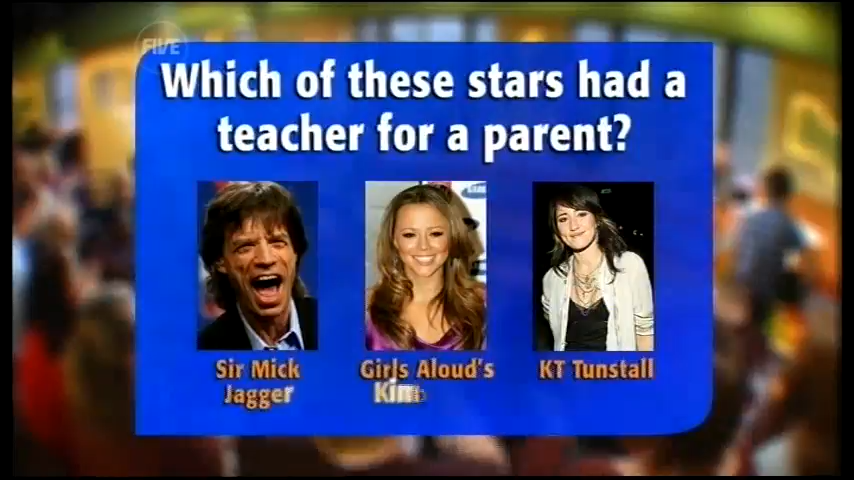 FIVE
Which of these stars had a
teacher for a parent?
Sir Mick
Jagger
Girls Aloud's
KT Tunstall